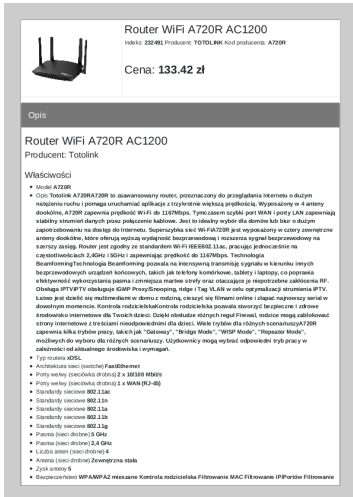 Router WiFi A720R AC1200
Indeks: 232491 Producent: TOTOLINK Kod producenta: A720R
Cena: 133.42 zł
Opis
Router WiFi A720R AC1200
Producent: Totolink
Właściwości
Model A720R
Opis Totolink A720RA720R to zaawansowany router, przeznaczony do przeglądania Internetu o dużym
natężeniu ruchu i pomaga uruchamiać aplikacje z trzykrotnie większą prędkością. Wyposażony w 4 anteny
dookólne, A720R zapewnia prędkość Wi-Fi do 1167Mbps. Tymczasem szybki port WAN i porty LAN zapewniają
stabilny strumień danych przez połączenie kablowe. Jest to idealny wybór dla domów lub biur o dużym
zapotrzebowaniu na dostęp do Internetu. Superszybka sieć Wi-FiA720R jest wyposażony w cztery zewnętrzne
anteny dookólne, które oferują wyższą wydajność bezprzewodową i rozszerza sygnał bezprzewodowy na
szerszy zasięg. Router jest zgodny ze standardem Wi-Fi IEEE802.11ac, pracując jednocześnie na
częstotliwościach 2,4GHz i 5GHz i zapewniając prędkość do 1167Mbps. Technologia
BeamformingTechnologia Beamforming pozwala na intensywną transmisję sygnału w kierunku innych
bezprzewodowych urządzeń końcowych, takich jak telefony komórkowe, tablety i laptopy, co poprawia
efektywność wykorzystania pasma i zmniejsza martwe strefy oraz otaczające je niepotrzebne zakłócenia RF.
Obsługa IPTVIPTV obsługuje IGMP Proxy/Snooping, ridge i Tag VLAN w celu optymalizacji strumienia IPTV.
Łatwo jest dzielić się multimediami w domu z rodziną, cieszyć się filmami online i złapać najnowszy serial w
dowolnym momencie. Kontrola rodzicielskaKontrola rodzicielska pozwala stworzyć bezpieczne i zdrowe
środowisko internetowe dla Twoich dzieci. Dzięki obsłudze różnych reguł Firewal, rodzice mogą zablokować
strony internetowe z treściami nieodpowiednimi dla dzieci. Wiele trybów dla różnych scenariuszyA720R
zapewnia kilka trybów pracy, takich jak "Gateway", "Bridge Mode", "WISP Mode", "Repeater Mode",
możliwych do wyboru dla różnych scenariuszy. Użytkownicy mogą wybrać odpowiedni tryb pracy w
zależności od aktualnego środowiska i wymagań.
Typ routera xDSL
Architektura sieci (switche) FastEthernet
Porty we/wy (sieciówka drobna) 2 x 10/100 Mbit/s
Porty we/wy (sieciówka drobna) 1 x WAN (RJ-45)
Standardy sieciowe 802.11ac
Standardy sieciowe 802.11n
Standardy sieciowe 802.11a
Standardy sieciowe 802.11b
Standardy sieciowe 802.11g
Pasma (sieci drobne) 5 GHz
Pasma (sieci drobne) 2,4 GHz
Liczba anten (sieci drobne) 4
Antena (sieci drobne) Zewnętrzna stała
Zysk anteny 5
Bezpieczeństwo WPA/WPA2 mieszane Kontrola rodzicielska Filtrowanie MAC Filtrowanie IP/Portów Filtrowanie